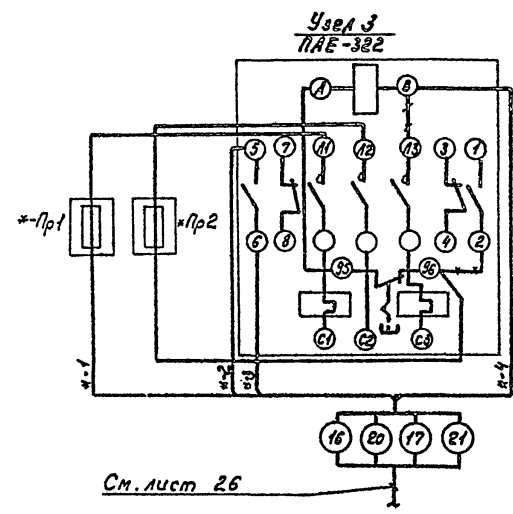 Узел 3
ПАЕ-322
А В
5 7 Л1 Л2 Л3 3 1
*-Пр1 *Пр2
6 8 4 2
95 96
С1 С2 С3
н-1 н-2 н-3 н-4
16 20 17 21
См. лист 26